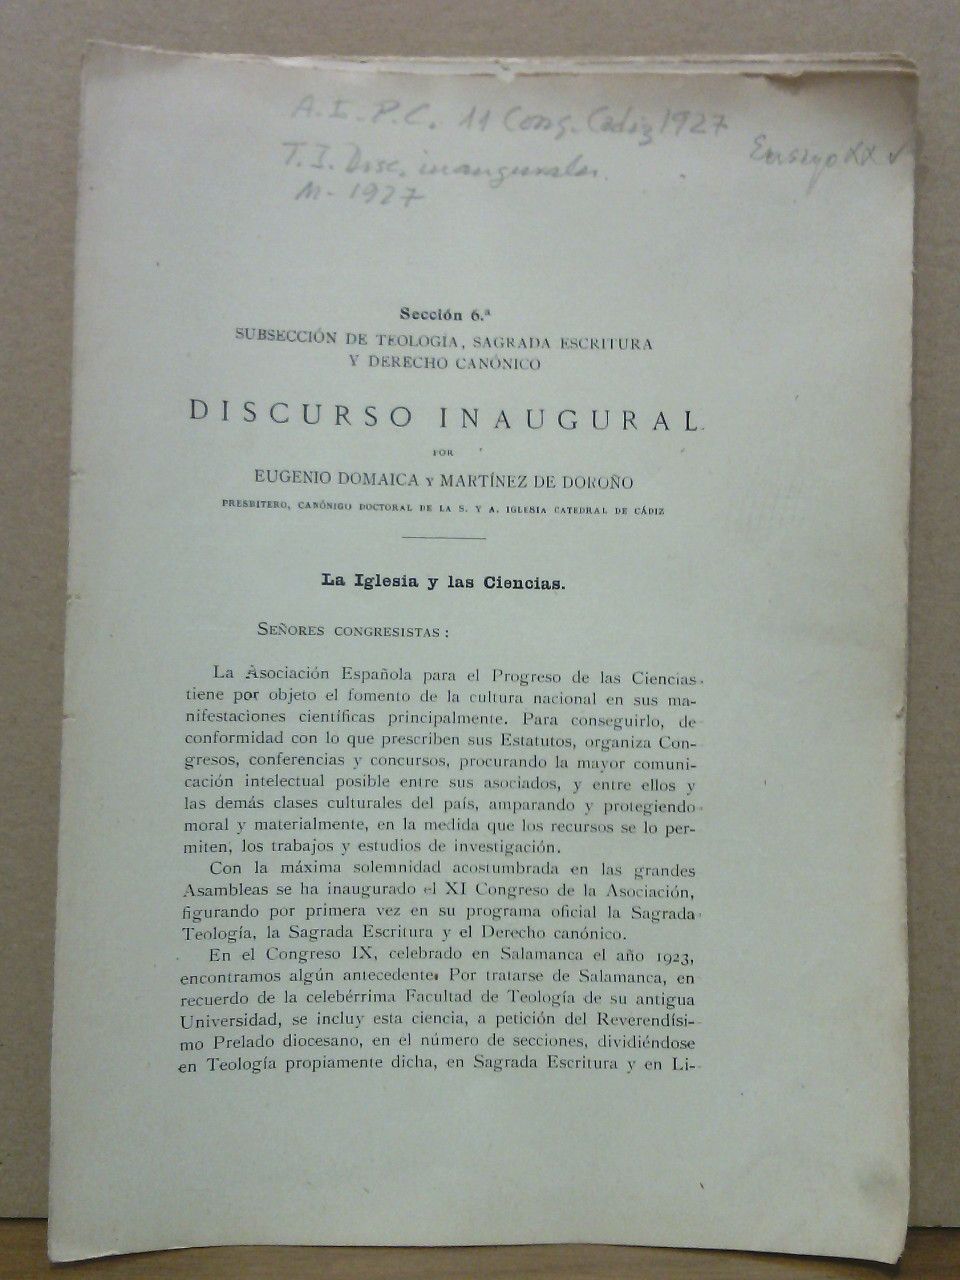 A. I. P. C. 11 Cong. Cadiz 1927
T. I. Disc. inaugurales.
M - 1927
Sección 6.ª
SUBSECCIÓN DE TEOLOGÍA, SAGRADA ESCRITURA
Y DERECHO CANÓNICO
DISCURSO INAUGURAL
POR
EUGENIO DOMAICA Y MARTÍNEZ DE DOROÑO
PRESBITERO, CANÓNIGO DOCTORAL DE LA S. Y A. IGLESIA CATEDRAL DE CÁDIZ
La Iglesia y las Ciencias.
SEÑORES CONGRESISTAS:
La Asociación Española para el Progreso de las Ciencias
tiene por objeto el fomento de la cultura nacional en sus ma-
nifestaciones científicas principalmente. Para conseguirlo, de
conformidad con lo que prescriben sus Estatutos, organiza Con-
gresos, conferencias y concursos, procurando la mayor comuni-
cación intelectual posible entre sus asociados, y entre ellos y
las demás clases culturales del país, amparando y protegiendo
moral y materialmente, en la medida que los recursos se lo per-
miten, los trabajos y estudios de investigación.
Con la máxima solemnidad acostumbrada en las grandes
Asambleas se ha inaugurado el XI Congreso de la Asociación,
figurando por primera vez en su programa oficial la Sagrada
Teología, la Sagrada Escritura y el Derecho canónico.
En el Congreso IX, celebrado en Salamanca el año 1923,
encontramos algún antecedente. Por tratarse de Salamanca, en
recuerdo de la celebérrima Facultad de Teología de su antigua
Universidad, se incluy esta ciencia, a petición del Reverendísi-
mo Prelado diocesano, en el número de secciones, dividiéndose
en Teología propiamente dicha, en Sagrada Escritura y en Li-